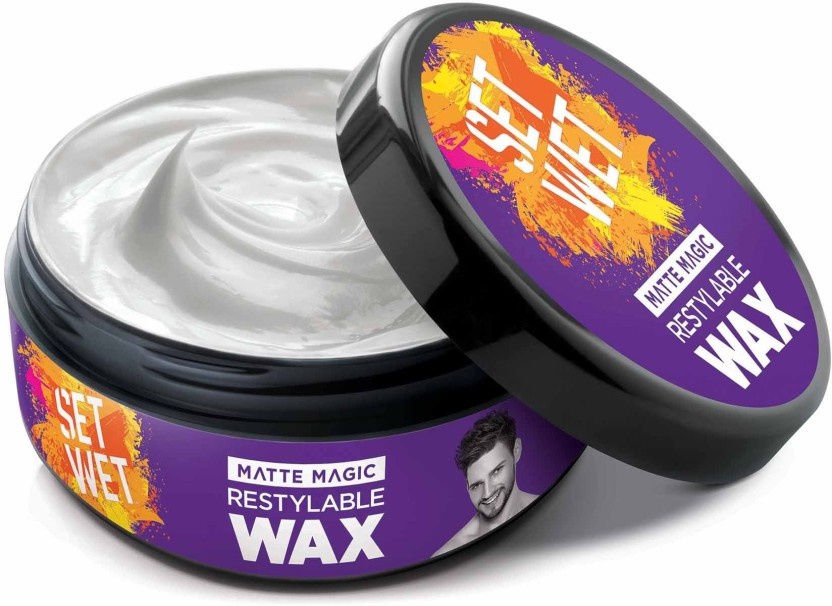 SET
WET
MATTE MAGIC
RESTYLABLE
WAX
SET
WET
MATTE MAGIC
RESTYLABLE
WAX